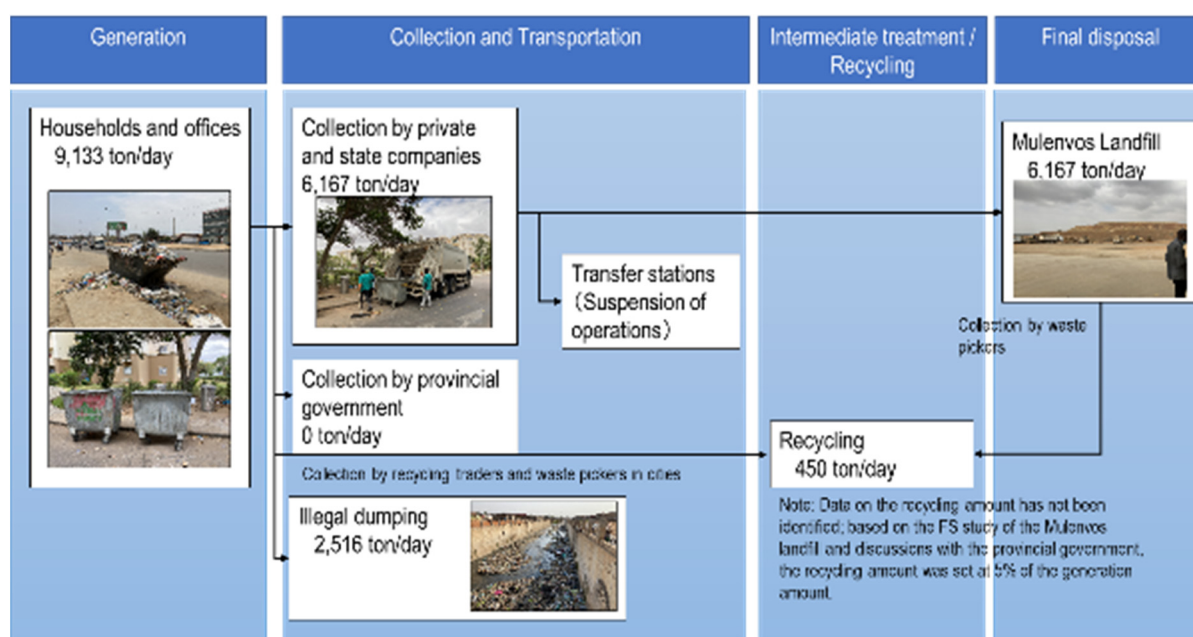 Generation
Collection and Transportation
Intermediate treatment /
Recycling
Final disposal
Households and offices
9,133 ton/day
Collection by private
and state companies
6,167 ton/day
Transfer stations
(Suspension of
operations)
Collection by provincial
government
0 ton/day
Collection by recycling traders and waste pickers in cities
Illegal dumping
2,516 ton/day
Mulenvos Landfill
6,167 ton/day
Collection by waste
pickers
Recycling
450 ton/day
Note: Data on the recycling amount has not been
identified; based on the FS study of the Mulenvos
landfill and discussions with the provincial government,
the recycling amount was set at 5% of the generation
amount.